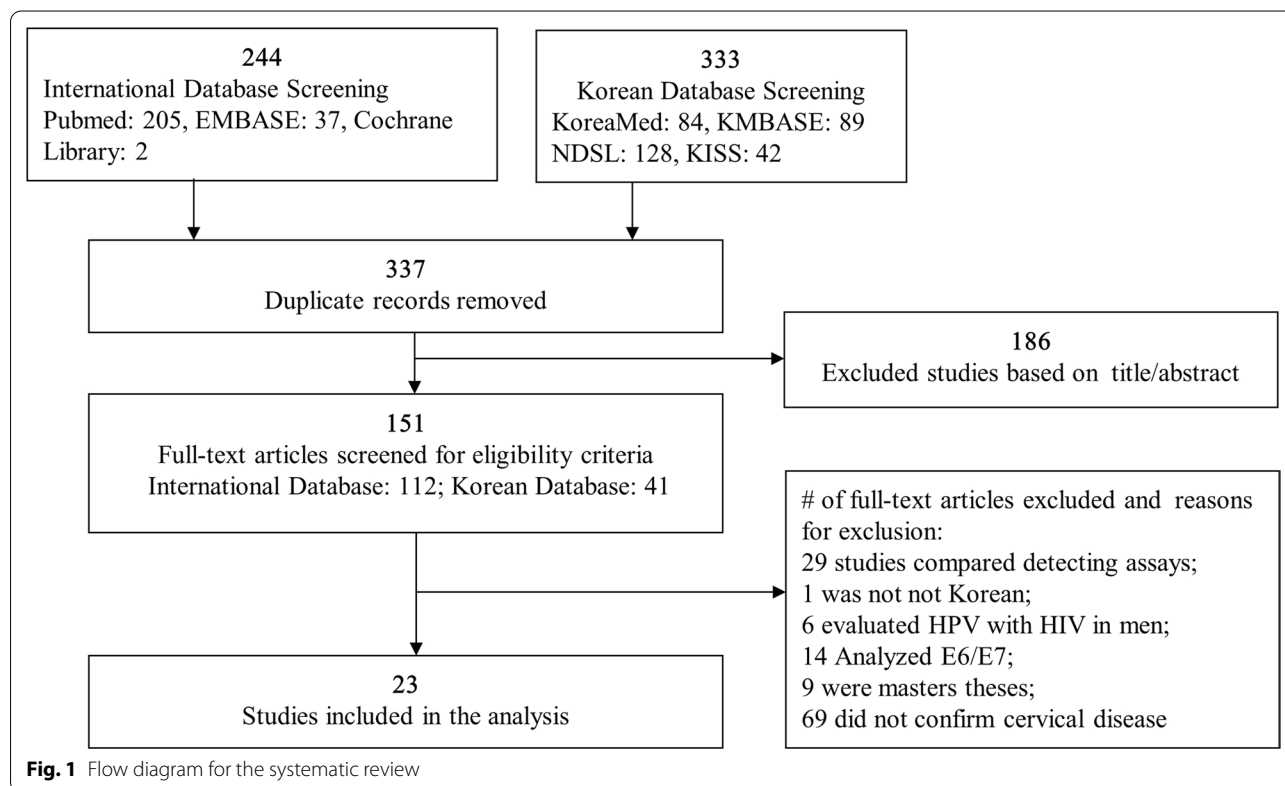 244
International Database Screening
Pubmed: 205, EMBASE: 37, Cochrane
Library: 2
333
Korean Database Screening
KoreaMed: 84, KMBASE: 89
NDSL: 128, KISS: 42
337
Duplicate records removed
186
Excluded studies based on title/abstract
151
Full-text articles screened for eligibility criteria
International Database: 112; Korean Database: 41
# of full-text articles excluded and reasons
for exclusion:
29 studies compared detecting assays;
1 was not not Korean;
6 evaluated HPV with HIV in men;
14 Analyzed E6/E7;
9 were masters theses;
69 did not confirm cervical disease
23
Studies included in the analysis
Fig. 1 Flow diagram for the systematic review